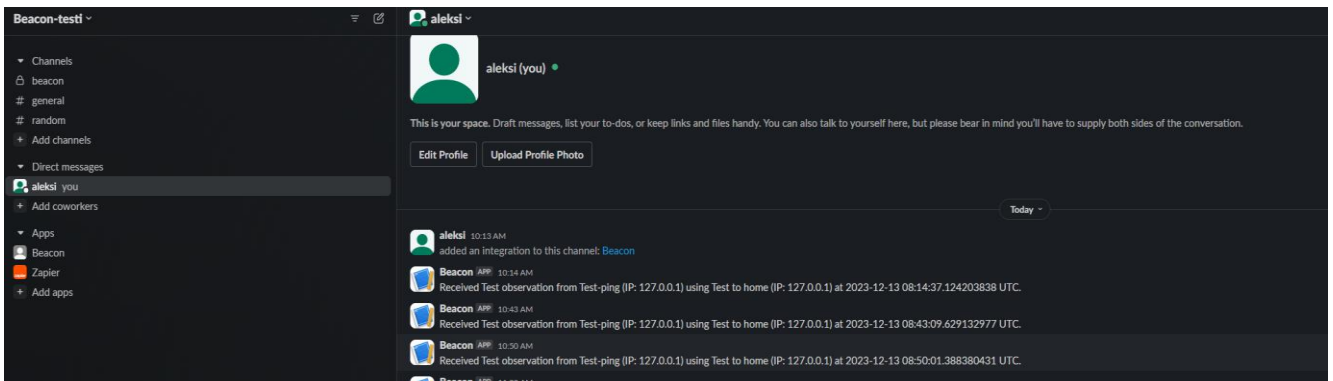 Beacon-testi
Channels
beacon
# general
# random
+ Add channels
Direct messages
aleksi you
+ Add coworkers
Apps
Beacon
Zapier
+ Add apps
aleksi
aleksi (you)
This is your space. Draft messages, list your to-dos, or keep links and files handy. You can also talk to yourself here, but please bear in mind you'll have to supply both sides of the conversation.
Edit Profile
Upload Profile Photo
Today
aleksi 10:13 AM
added an integration to this channel: Beacon
Beacon APP 10:14 AM
Received Test observation from Test-ping (IP: 127.0.0.1) using Test to home (IP: 127.0.0.1) at 2023-12-13 08:14:37.124203838 UTC.
Beacon APP 10:43 AM
Received Test observation from Test-ping (IP: 127.0.0.1) using Test to home (IP: 127.0.0.1) at 2023-12-13 08:43:09.629132977 UTC.
Beacon APP 10:50 AM
Received Test observation from Test-ping (IP: 127.0.0.1) using Test to home (IP: 127.0.0.1) at 2023-12-13 08:50:01.388380431 UTC.